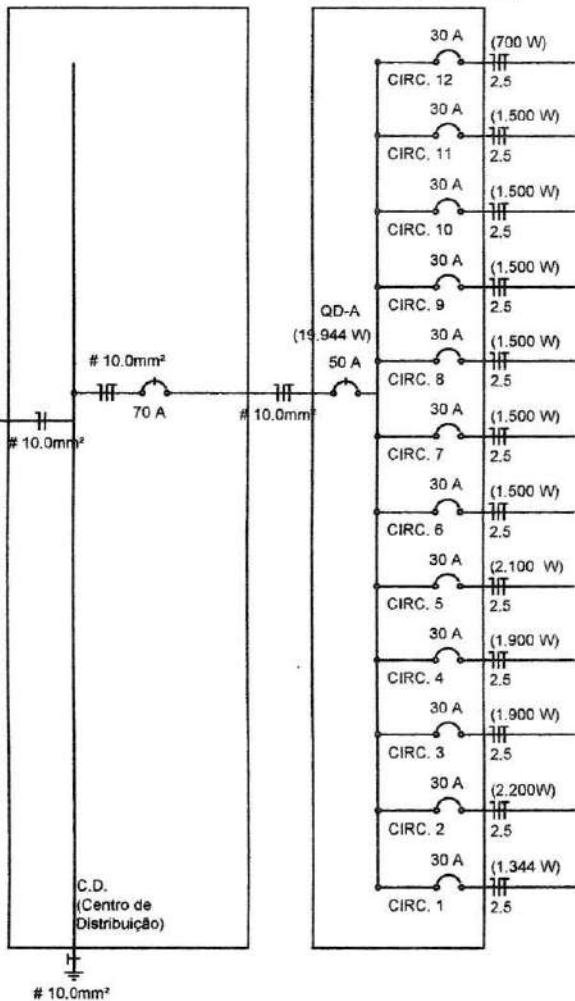 30 A
(700 W)
CIRC. 12
2.5
30 A
(1.500 W)
CIRC. 11
2.5
30 A
(1.500 W)
CIRC. 10
2.5
30 A
(1.500 W)
CIRC. 9
2.5
QD-A
(19.944 W)
50 A
30 A
(1.500 W)
CIRC. 8
2.5
# 10.0mm²
70 A
# 10.0mm²
# 10.0mm²
30 A
(1.500 W)
CIRC. 7
2.5
30 A
(1.500 W)
CIRC. 6
2.5
30 A
(2.100 W)
CIRC. 5
2.5
30 A
(1.900 W)
CIRC. 4
2.5
30 A
(1.900 W)
CIRC. 3
2.5
30 A
(2.200W)
CIRC. 2
2.5
30 A
(1.344 W)
CIRC. 1
2.5
C.D.
(Centro de
Distribuição)
# 10.0mm²